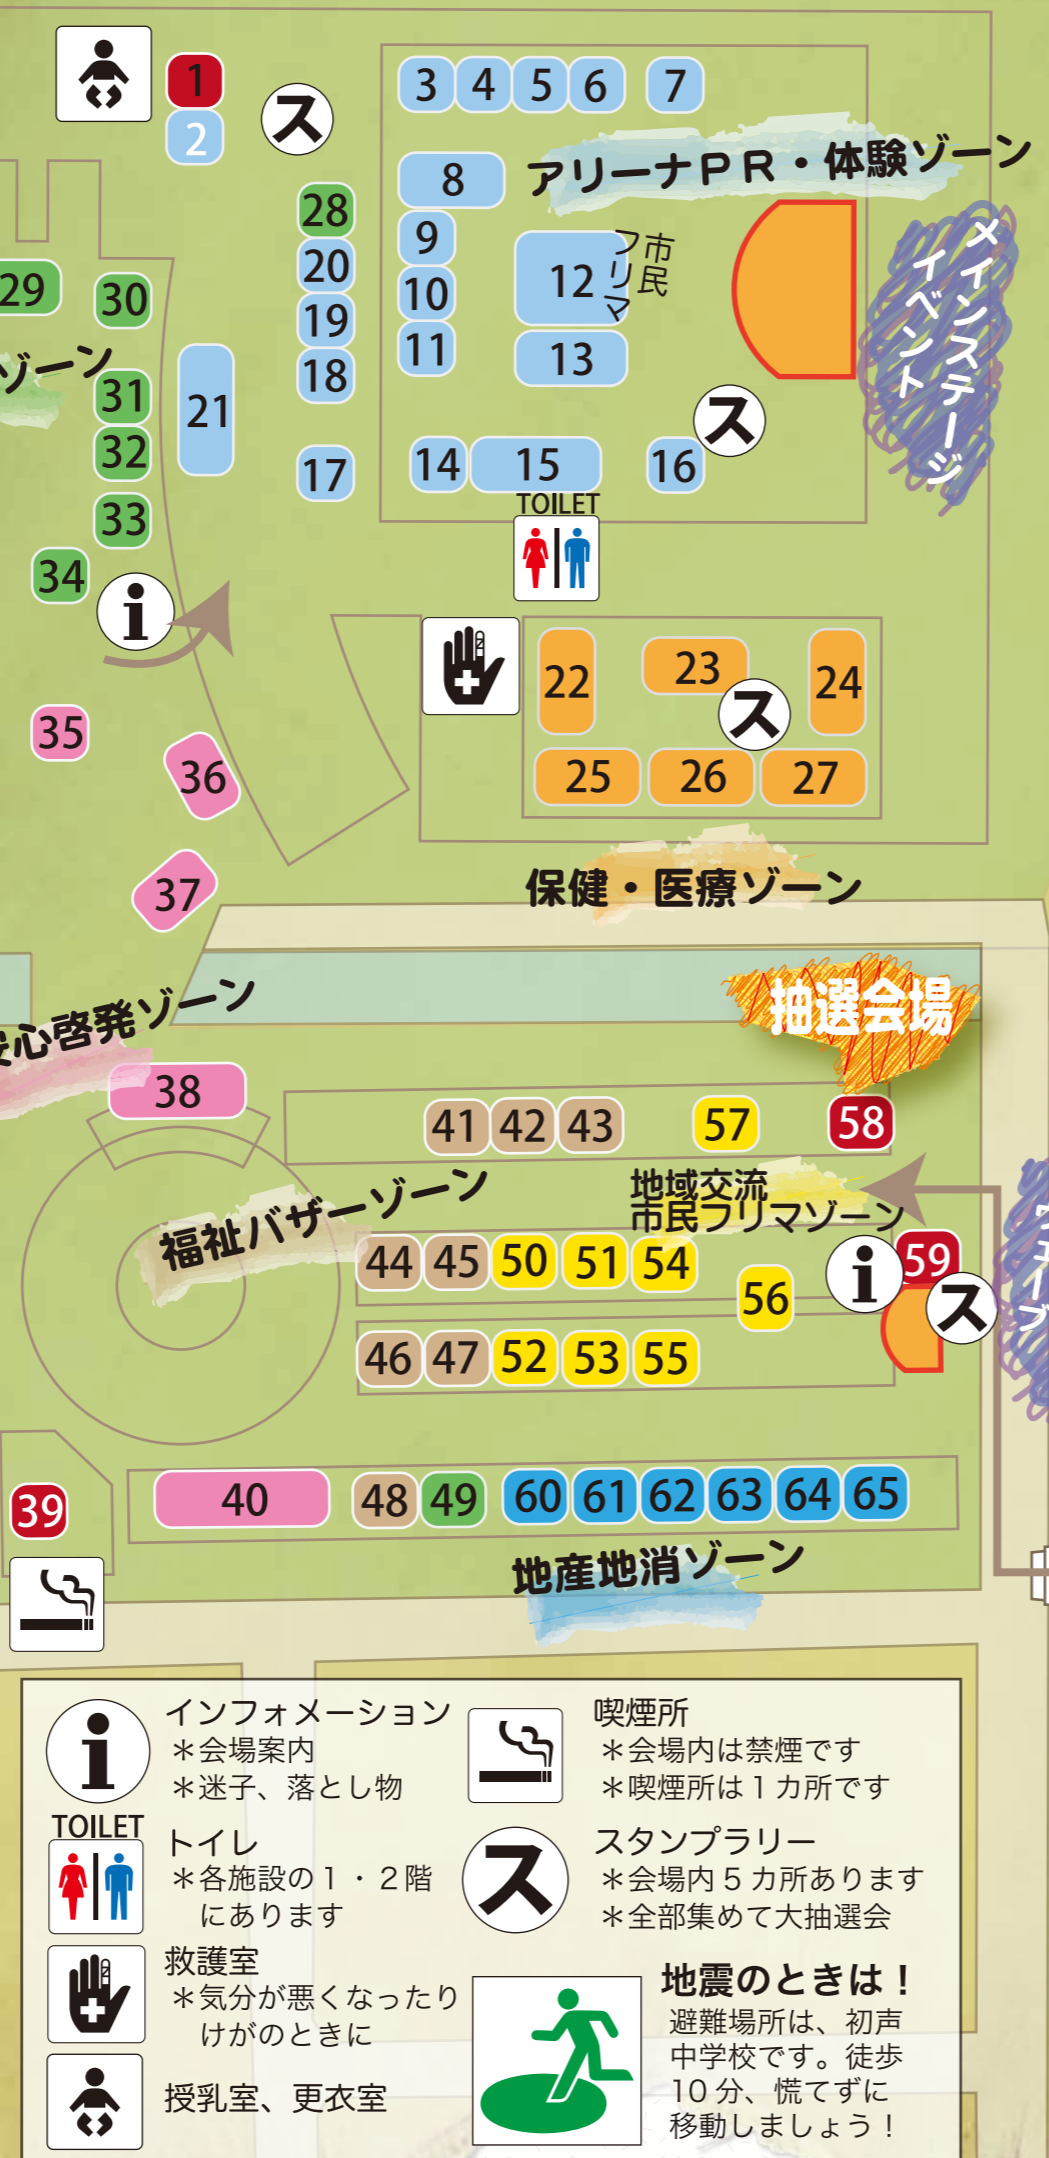 1
2
ス
3 4 5 6 7
アリーナPR・体験ゾーン
8
9
10
11
12
市民
フリマ
13
メインステージ
イベント
28
20
19
18
17
14 15 16
ス
TOILET
21
29
30
ゾーン
31
32
33
34
i
35
36
37
22 23 24
ス
25 26 27
保健・医療ゾーン
抽選会場
心啓発ゾーン
38
41 42 43 57 58
福祉バザーゾーン
地域交流
市民フリマゾーン
44 45 50 51 54
56
i
59
ス
ウェーブ
46 47 52 53 55
39
40 48 49 60 61 62 63 64 65
地産地消ゾーン
i
インフォメーション
＊会場案内
＊迷子、落とし物
TOILET
トイレ
＊各施設の1・2階
にあります
救護室
＊気分が悪くなったり
けがのときに
授乳室、更衣室
喫煙所
＊会場内は禁煙です
＊喫煙所は1カ所です
ス
スタンプラリー
＊会場内5カ所あります
＊全部集めて大抽選会
地震のときは！
避難場所は、初声
中学校です。徒歩
10分、慌てずに
移動しましょう！